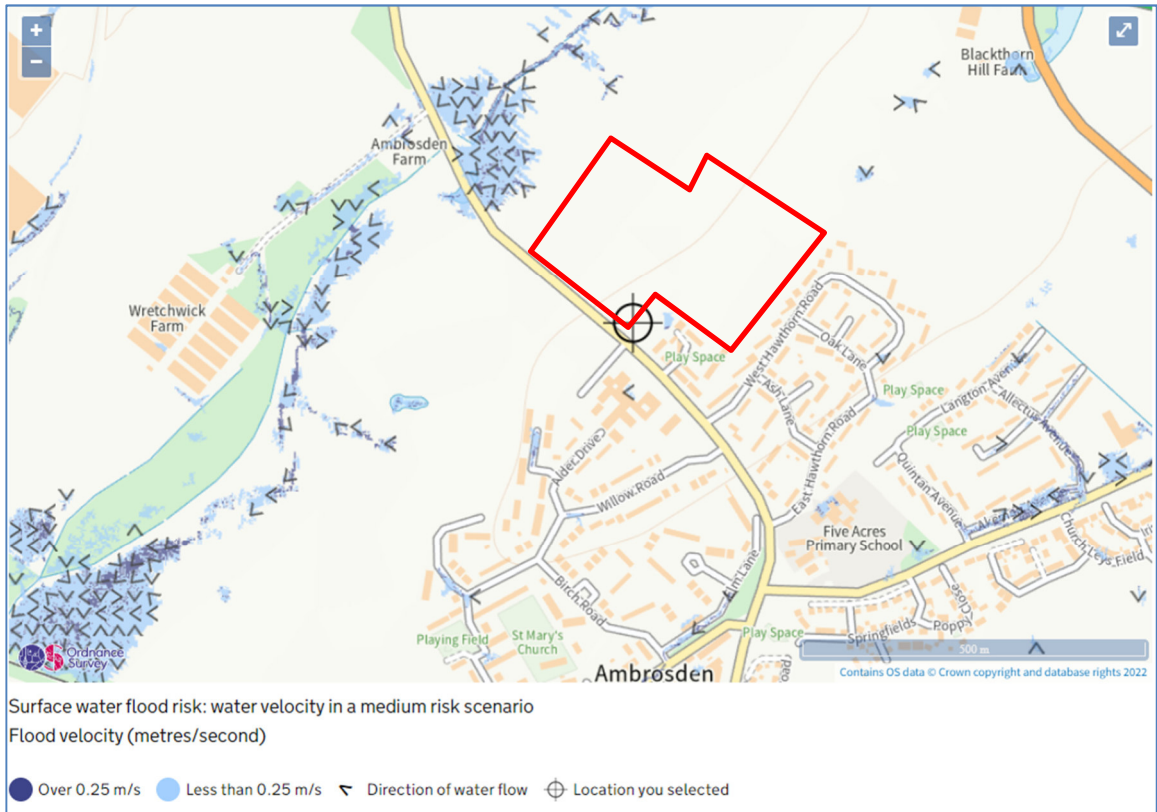 +
−
Blackthorn
Hill Farm
Ambrosden
Farm
Wretchwick
Farm
Play Space
West Hawthorn Road
Oak Lane
Ash Lane
Play Space
Langton Avenue
Allectus Avenue
Play Space
Alder Drive
Willow Road
East Hawthorn Road
Quintan Avenue
Five Acres
Primary School
Church Leys Field
Elm Lane
Birch Road
Close
Poppy
Springfields
Play Space
Playing Field
St Mary's
Church
Road
500 m
Ordnance
Survey
Ambrosden
Contains OS data © Crown copyright and database rights 2022
Surface water flood risk: water velocity in a medium risk scenario
Flood velocity (metres/second)
Over 0.25 m/s Less than 0.25 m/s Direction of water flow Location you selected